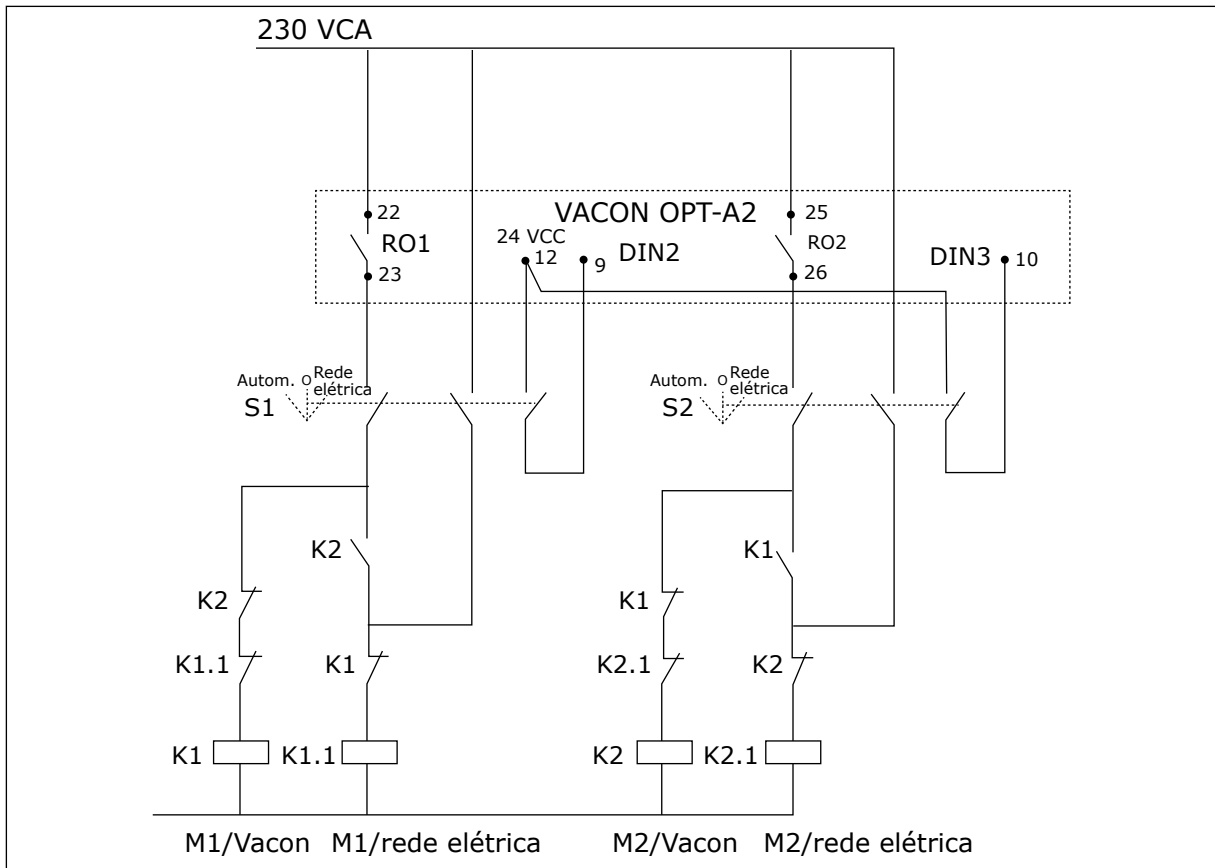 230 VCA
22
RO1
23
VACON OPT-A2
24 VCC
12
9
DIN2
25
RO2
26
DIN3
10
Autom.
O
Rede
elétrica
S1
Autom.
O
Rede
elétrica
S2
K2
K2
K1.1
K1
K1
K1.1
K1
K1
K2.1
K2
K2
K2.1
M1/Vacon
M1/rede elétrica
M2/Vacon
M2/rede elétrica